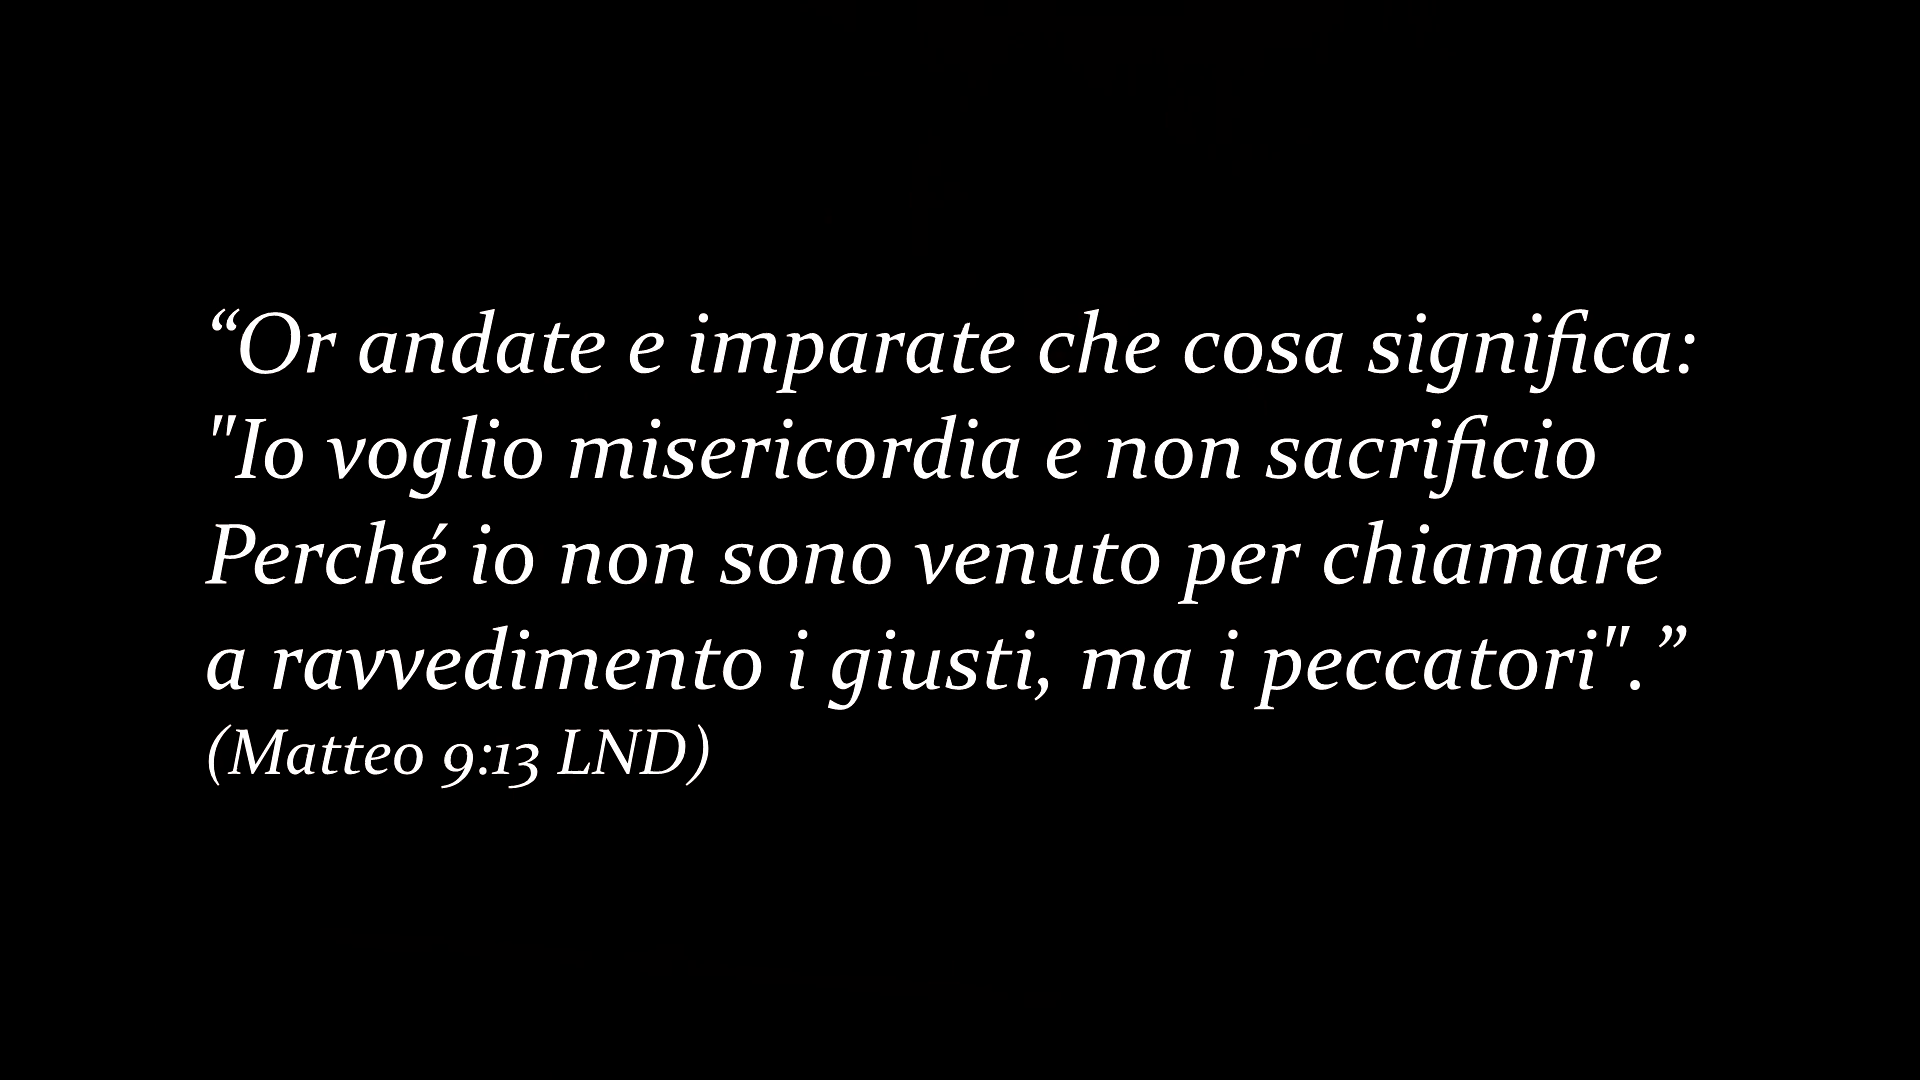 “Or andate e imparate che cosa significa:
"Io voglio misericordia e non sacrificio
Perché io non sono venuto per chiamare
a ravvedimento i giusti, ma i peccatori".”
(Matteo 9:13 LND)